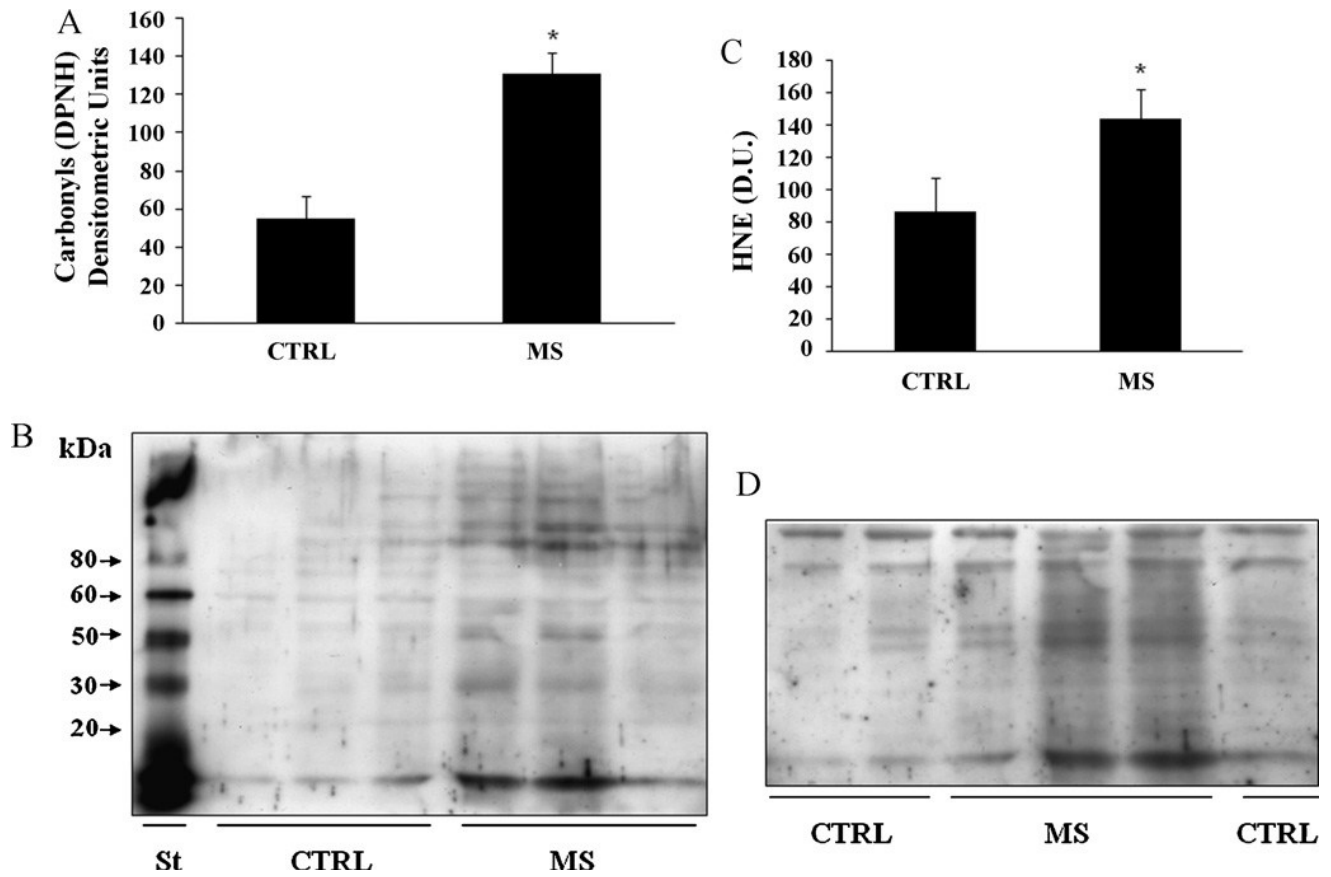 A
160
140
120
100
80
60
40
20
0
Carbonyls (DPNH)
Densitometric Units
*
CTRL MS
C
180
160
140
120
100
80
60
40
20
0
HNE (D.U.)
*
CTRL MS
B
kDa
80
60
50
30
20
St CTRL MS
D
CTRL MS CTRL